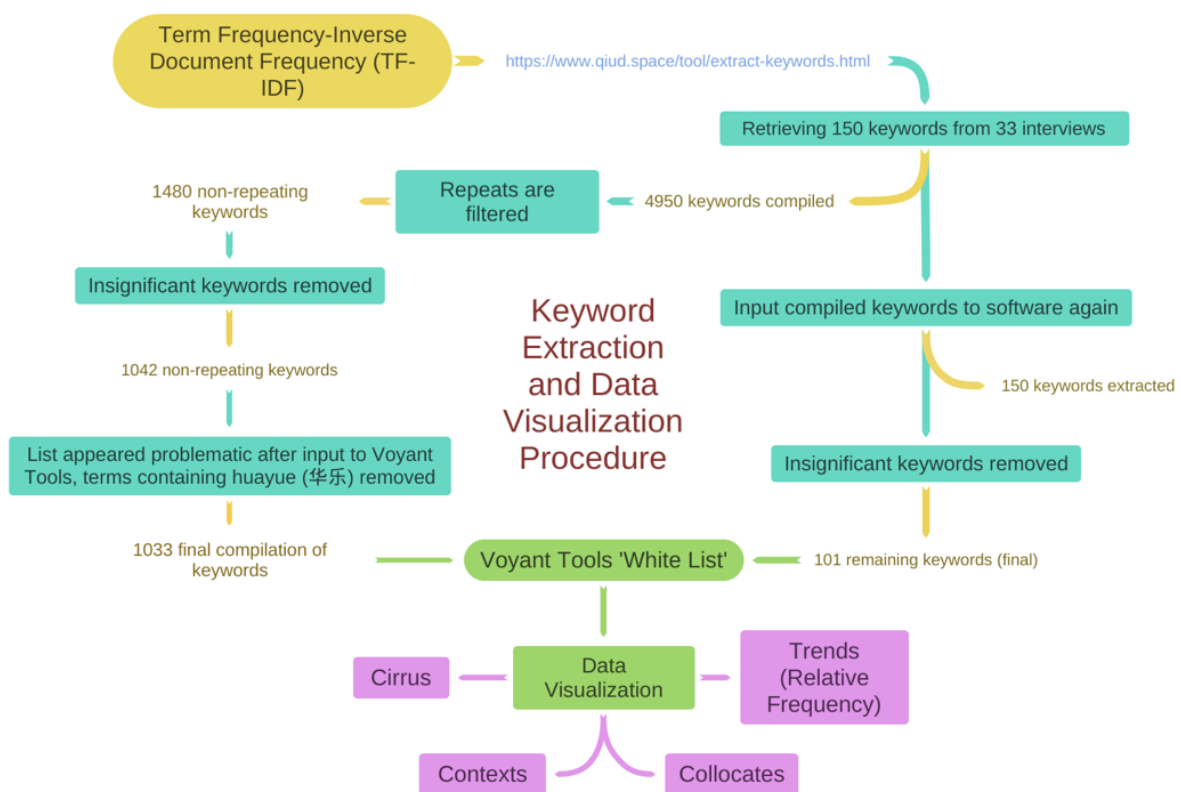 Term Frequency-Inverse
Document Frequency (TF-
IDF)
https://www.qiud.space/tool/extract-keywords.html
Retrieving 150 keywords from 33 interviews
4950 keywords compiled
Repeats are
filtered
1480 non-repeating
keywords
Insignificant keywords removed
1042 non-repeating keywords
List appeared problematic after input to Voyant
Tools, terms containing huayue (华乐) removed
1033 final compilation of
keywords
Keyword
Extraction
and Data
Visualization
Procedure
Input compiled keywords to software again
150 keywords extracted
Insignificant keywords removed
101 remaining keywords (final)
Voyant Tools 'White List'
Data
Visualization
Cirrus
Trends
(Relative
Frequency)
Contexts
Collocates